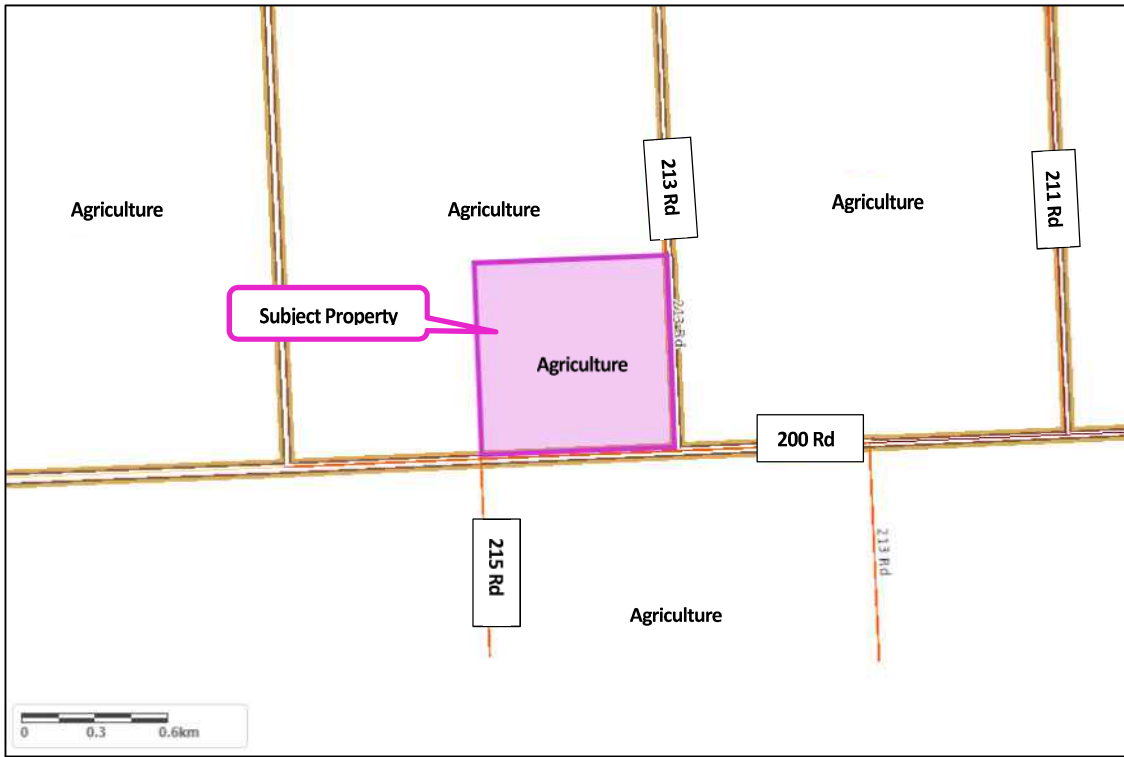 213 Rd
211 Rd
Agriculture
Agriculture
Agriculture
Subject Property
213 Rd
Agriculture
200 Rd
215 Rd
213 Rd
Agriculture
0 0.3 0.6km